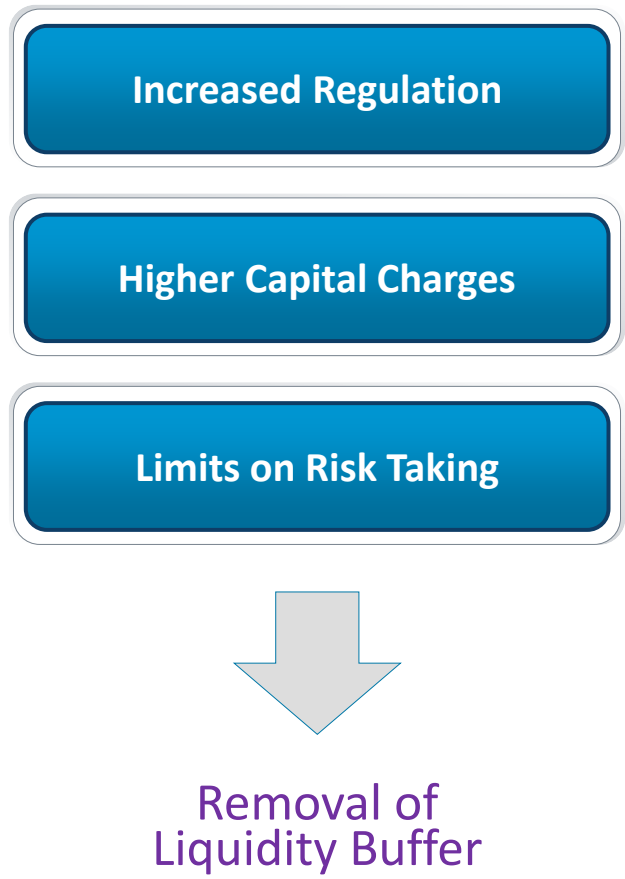 Increased Regulation
Higher Capital Charges
Limits on Risk Taking
Removal of
Liquidity Buffer